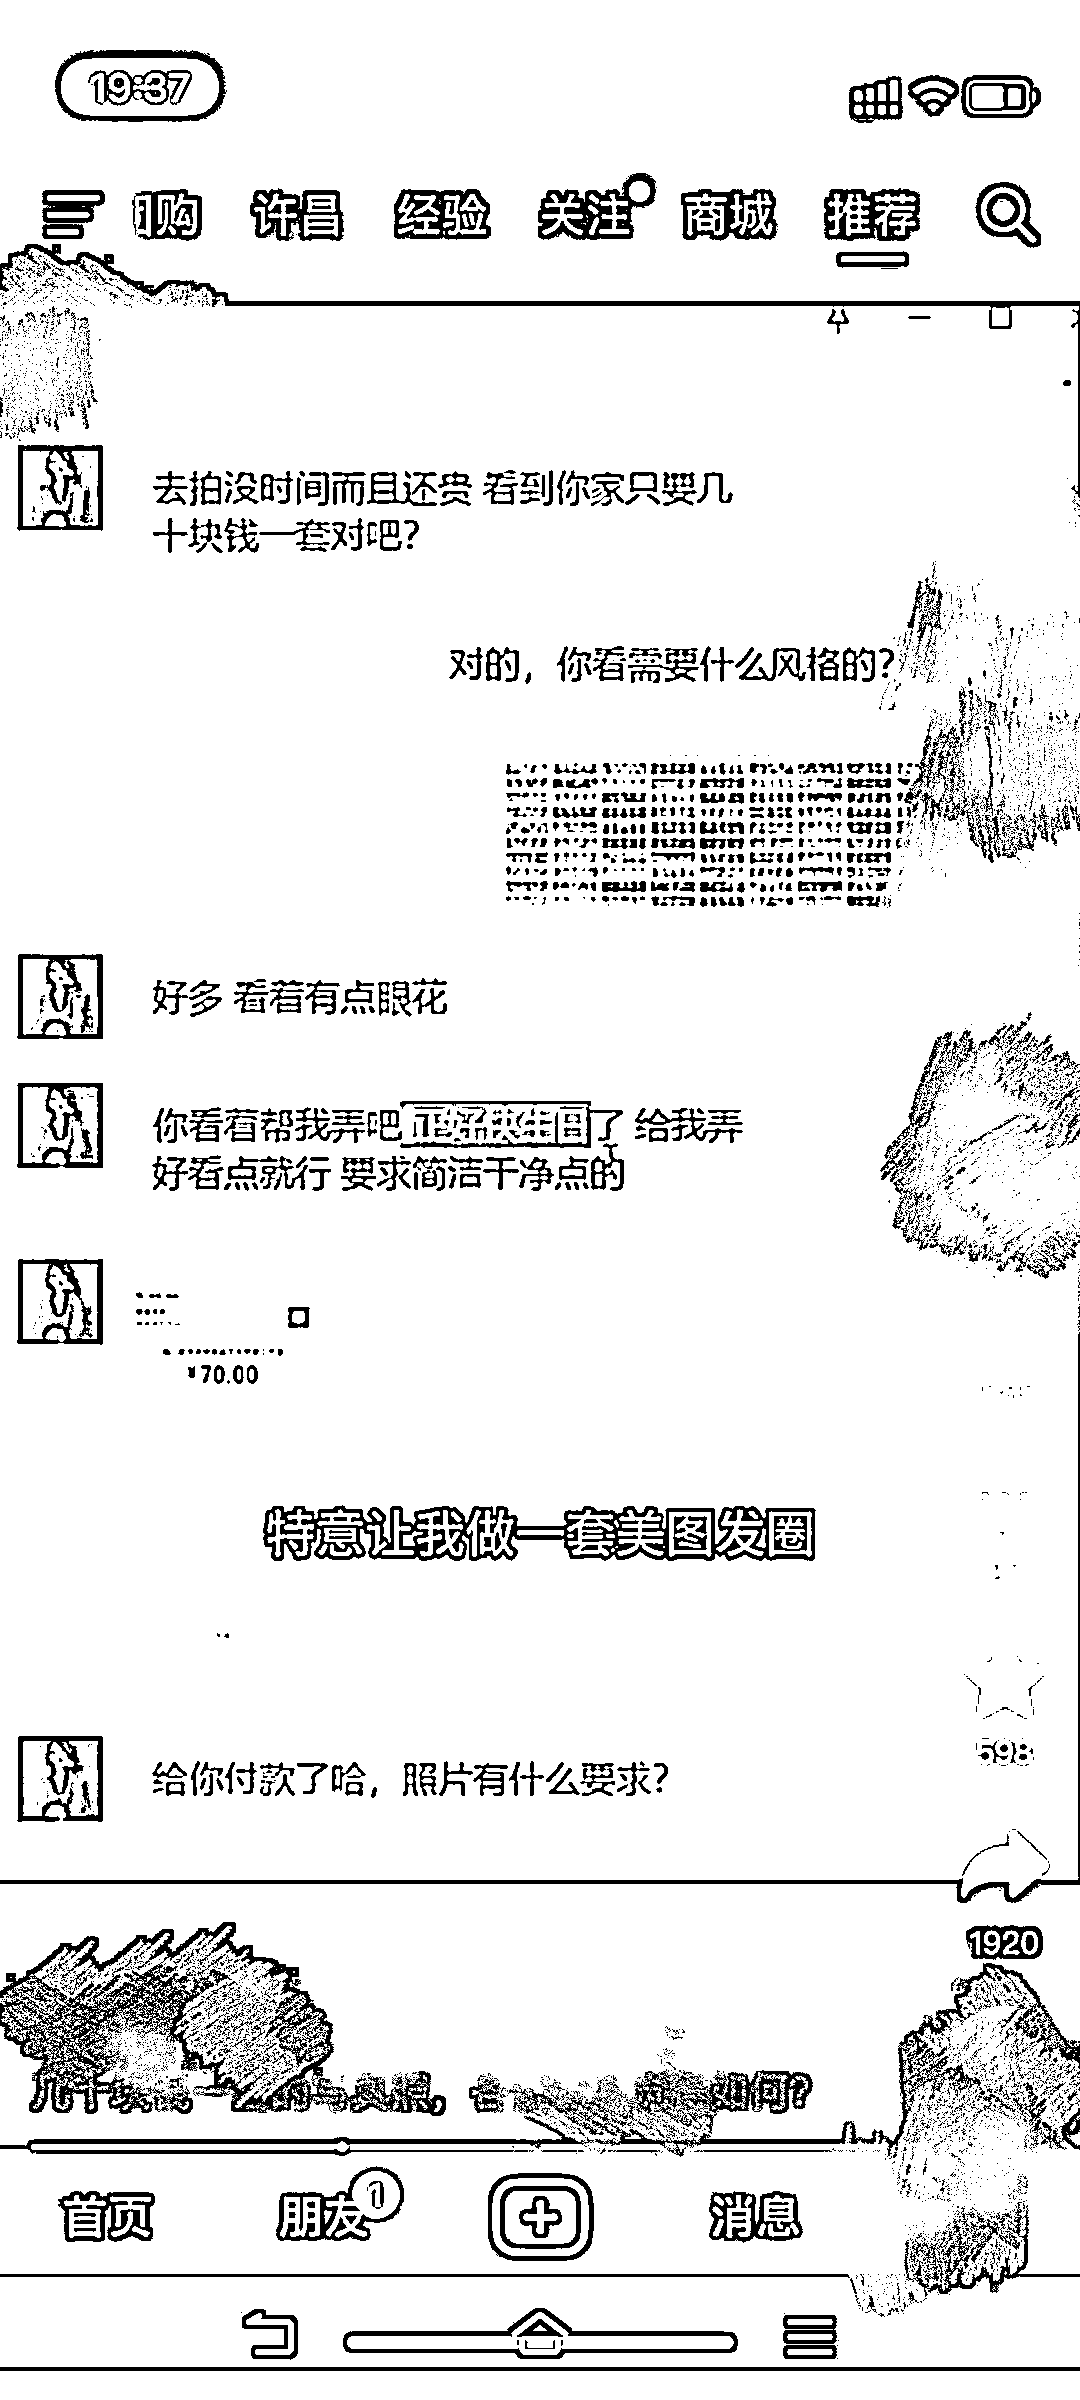 19:37
购 许昌 经验 关注 商城 推荐
去拍没时间而且还贵 看到你家只要几
十块钱一套对吧？
对的，你看需要什么风格的？
好多 看着有点眼花
你看着帮我弄吧 正好快生日了 给我弄
好看点就行 要求简洁干净点的
¥70.00
特意让我做一套美图发圈
给你付款了哈，照片有什么要求？
598
1920
首页 朋友 1 消息